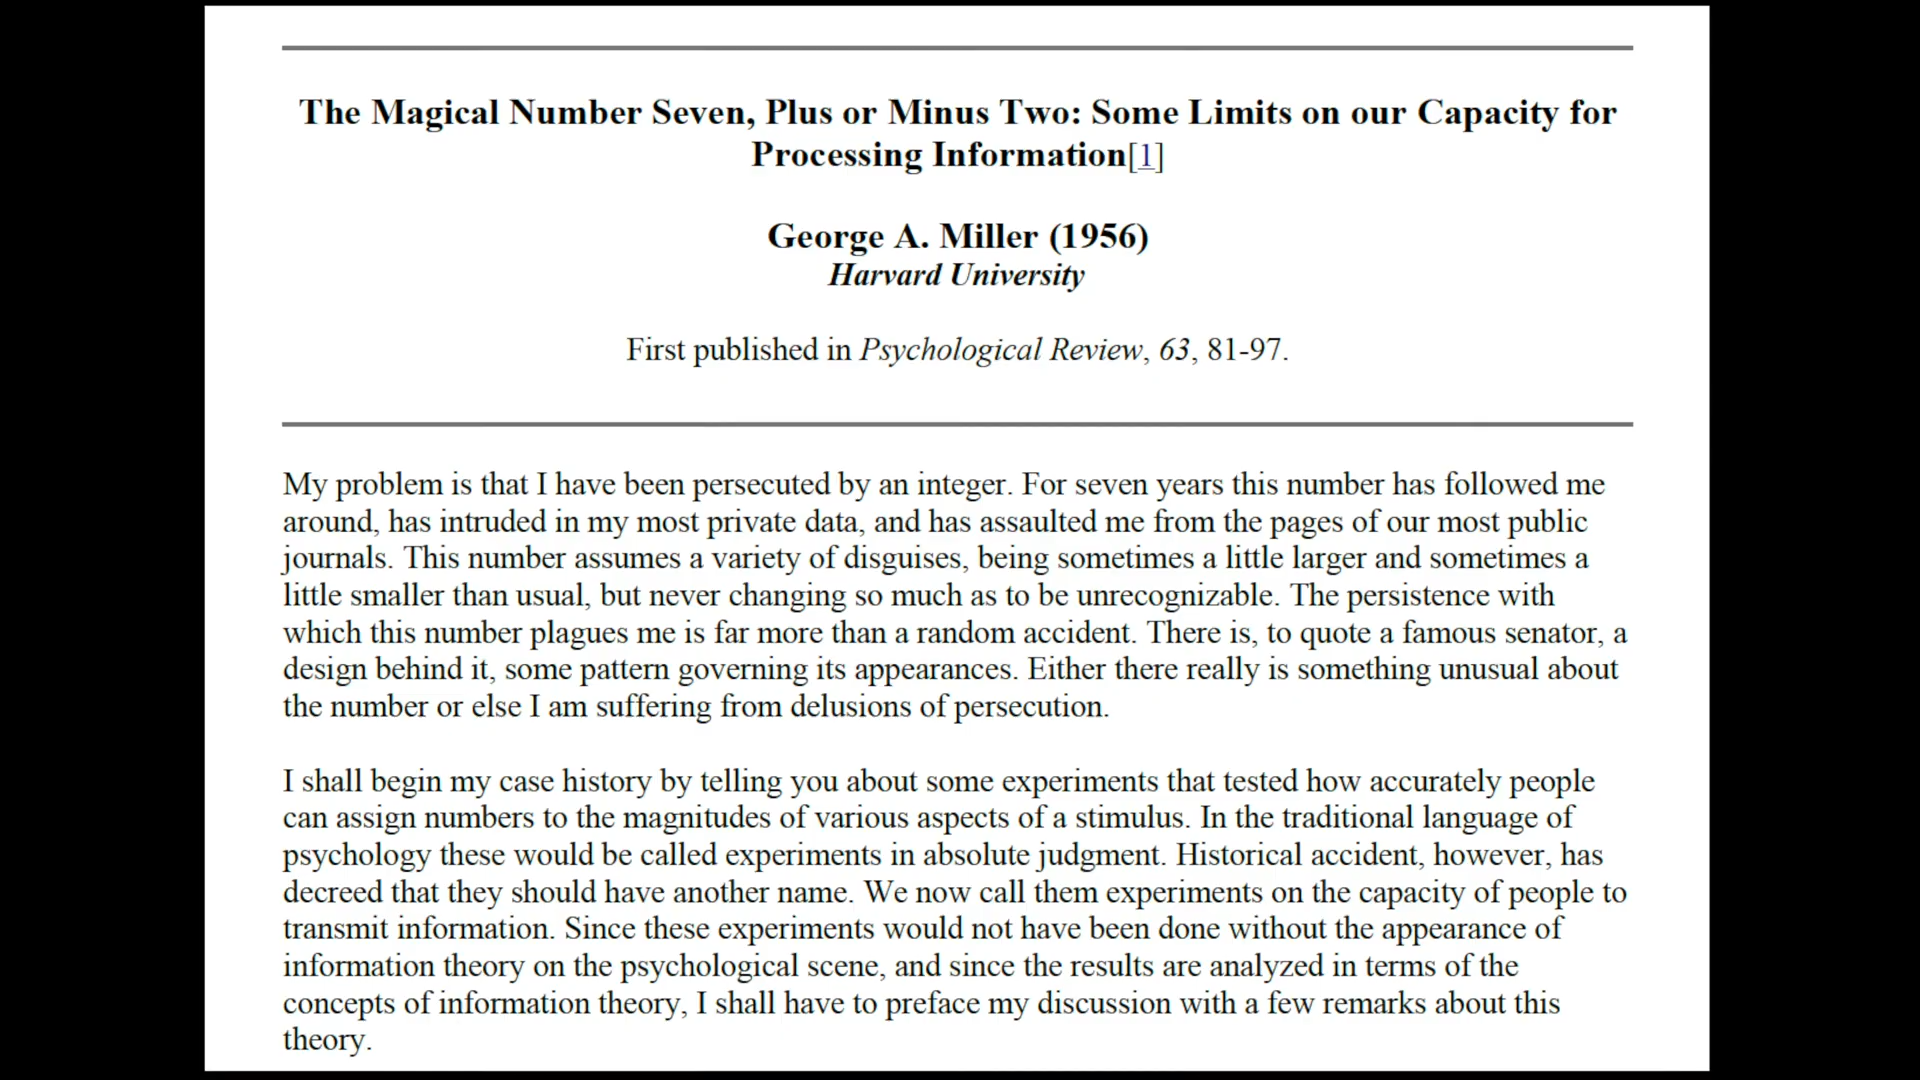 The Magical Number Seven, Plus or Minus Two: Some Limits on our Capacity for
Processing Information[1]
George A. Miller (1956)
Harvard University
First published in Psychological Review, 63, 81-97.
My problem is that I have been persecuted by an integer. For seven years this number has followed me
around, has intruded in my most private data, and has assaulted me from the pages of our most public
journals. This number assumes a variety of disguises, being sometimes a little larger and sometimes a
little smaller than usual, but never changing so much as to be unrecognizable. The persistence with
which this number plagues me is far more than a random accident. There is, to quote a famous senator, a
design behind it, some pattern governing its appearances. Either there really is something unusual about
the number or else I am suffering from delusions of persecution.
I shall begin my case history by telling you about some experiments that tested how accurately people
can assign numbers to the magnitudes of various aspects of a stimulus. In the traditional language of
psychology these would be called experiments in absolute judgment. Historical accident, however, has
decreed that they should have another name. We now call them experiments on the capacity of people to
transmit information. Since these experiments would not have been done without the appearance of
information theory on the psychological scene, and since the results are analyzed in terms of the
concepts of information theory, I shall have to preface my discussion with a few remarks about this
theory.